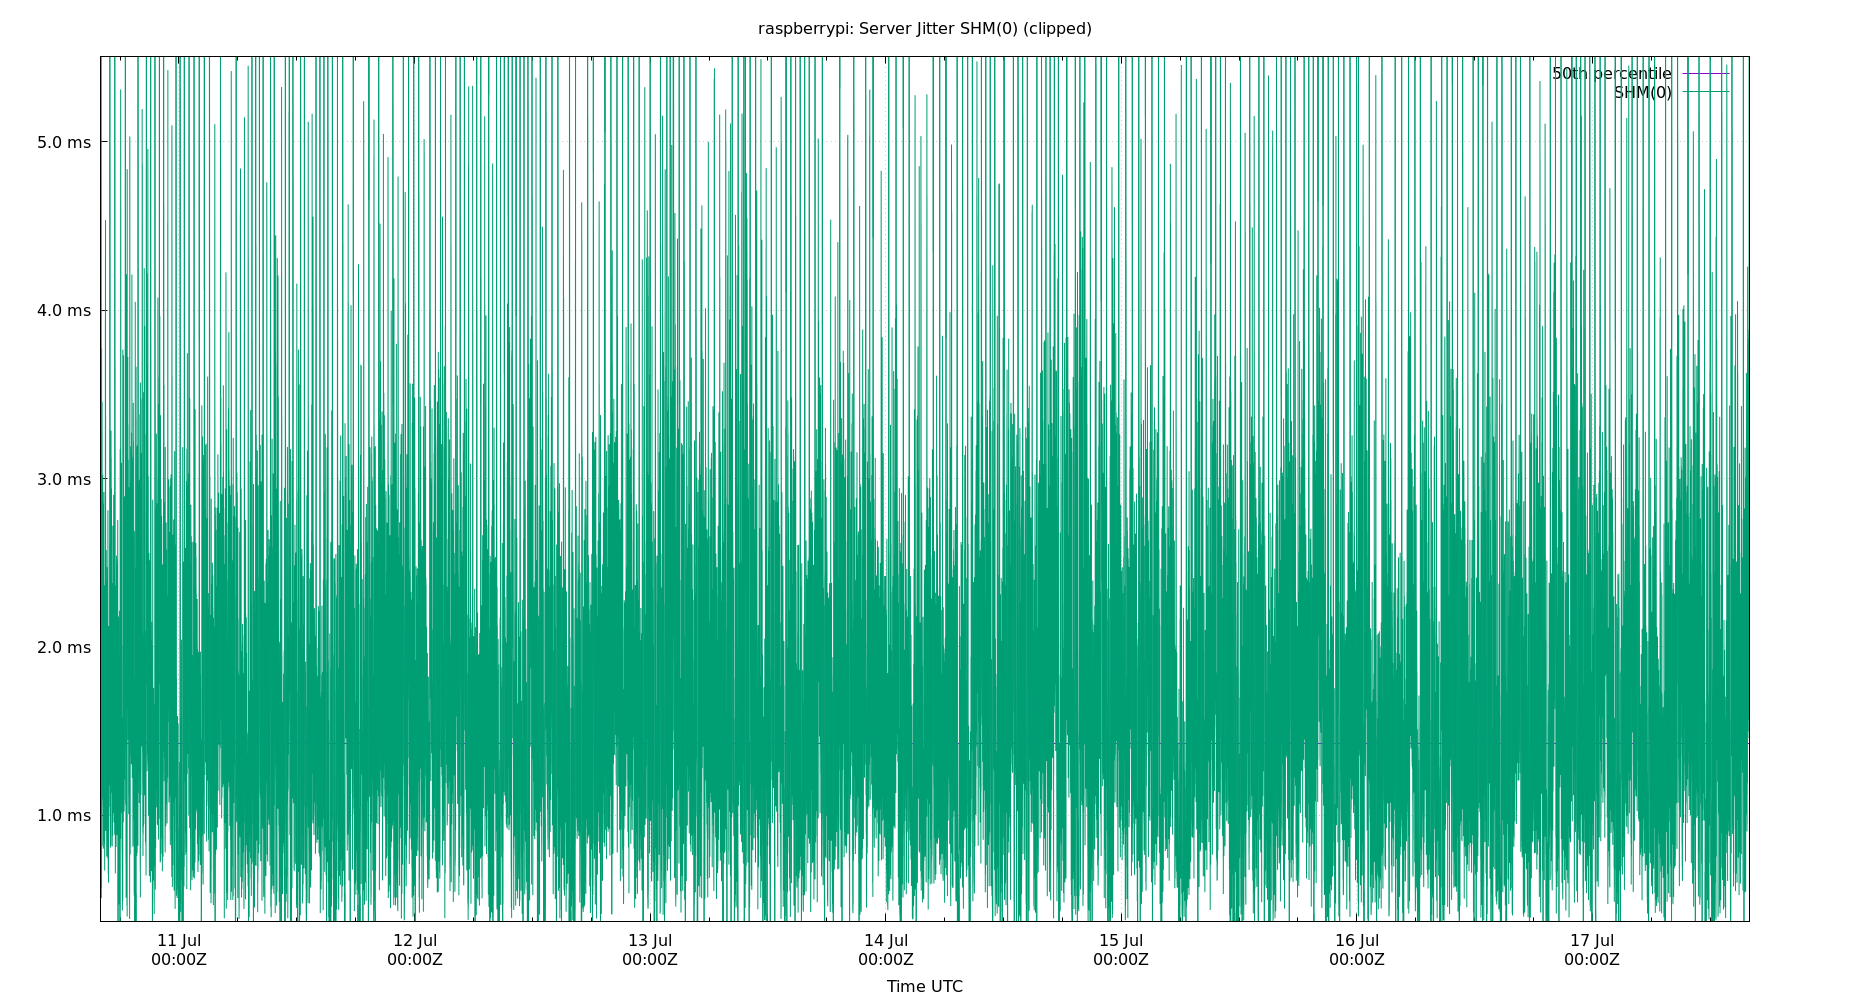 raspberrypi: Server Jitter SHM(0) (clipped)
50th percentile
SHM(0)
5.0 ms
4.0 ms
3.0 ms
2.0 ms
1.0 ms
11 Jul 12 Jul 13 Jul 14 Jul 15 Jul 16 Jul 17 Jul
00:00Z 00:00Z 00:00Z 00:00Z 00:00Z 00:00Z 00:00Z
Time UTC